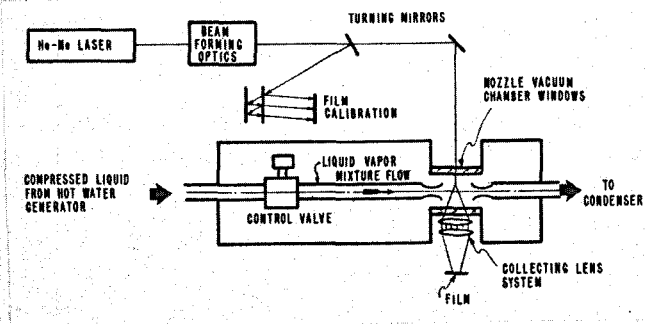 TURNING MIRRORS
He-Ne LASER
BEAM
FORMING
OPTICS
NOZZLE VACUUM
CHAMBER WINDOWS
FILM
CALIBRATION
COMPRESSED LIQUID
FROM HOT WATER
GENERATOR
LIQUID VAPOR
MIXTURE FLOW
TO
CONDENSER
CONTROL VALVE
COLLECTING LENS
SYSTEM
FILM